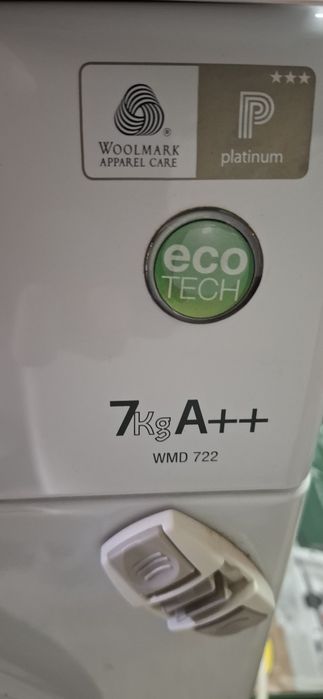 WOOLMARK
APPAREL CARE
®
P
platinum
eco
TECH
7Kg A++
WMD 722